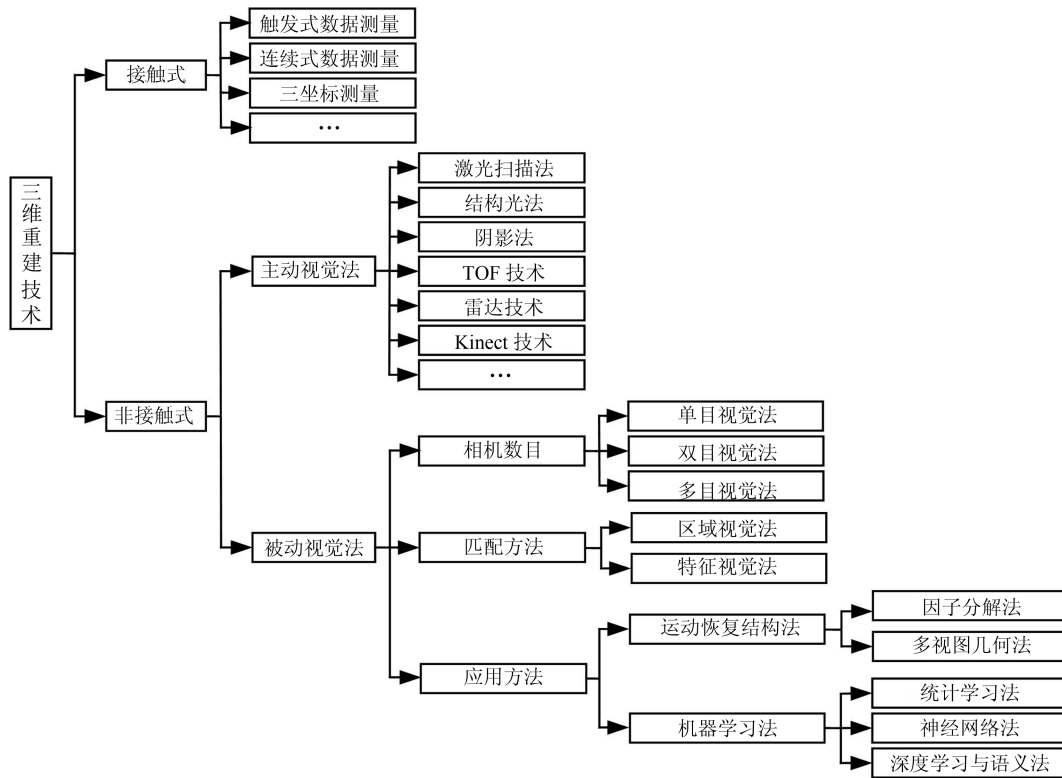 三维重建技术
接触式
触发式数据测量
连续式数据测量
三坐标测量
…
非接触式
主动视觉法
激光扫描法
结构光法
阴影法
TOF 技术
雷达技术
Kinect 技术
…
被动视觉法
相机数目
单目视觉法
双目视觉法
多目视觉法
匹配方法
区域视觉法
特征视觉法
应用方法
运动恢复结构法
因子分解法
多视图几何法
机器学习法
统计学习法
神经网络法
深度学习与语义法